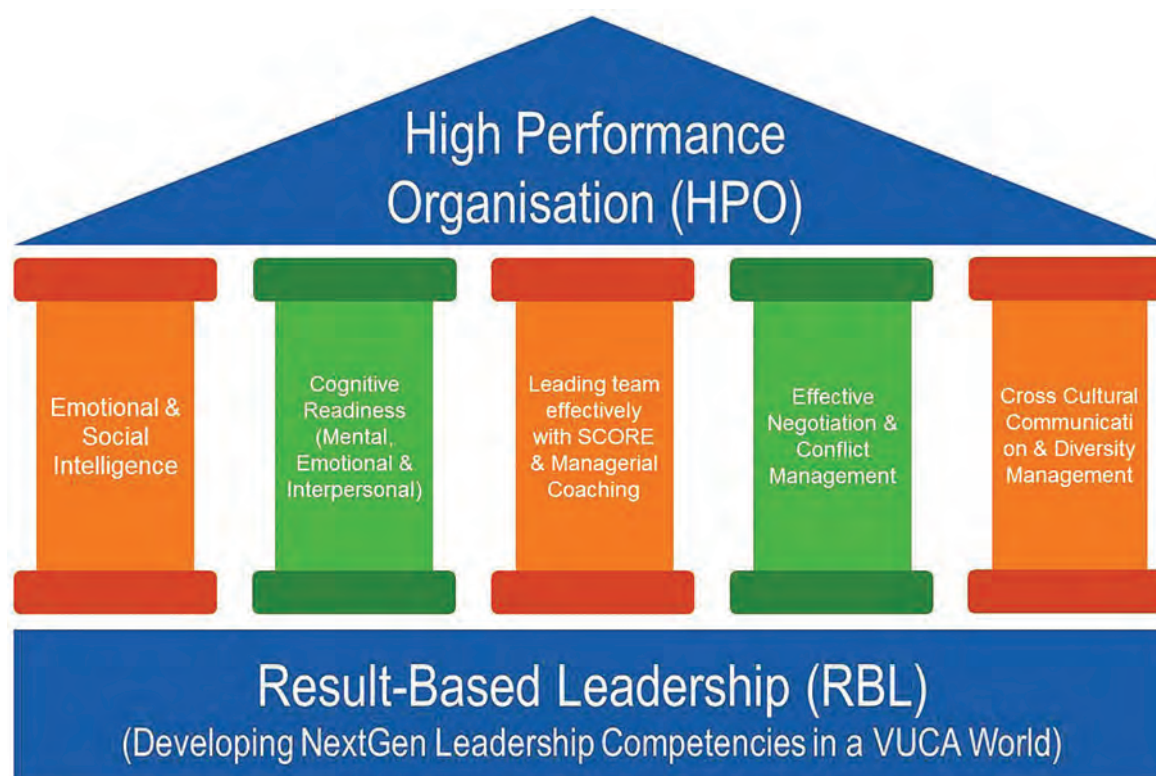 High Performance
Organisation (HPO)
Emotional &
Social
Intelligence
Cognitive
Readiness
(Mental,
Emotional &
Interpersonal)
Leading team
effectively
with SCORE
& Managerial
Coaching
Effective
Negotiation &
Conflict
Management
Cross Cultural
Communicati
on & Diversity
Management
Result-Based Leadership (RBL)
(Developing NextGen Leadership Competencies in a VUCA World)